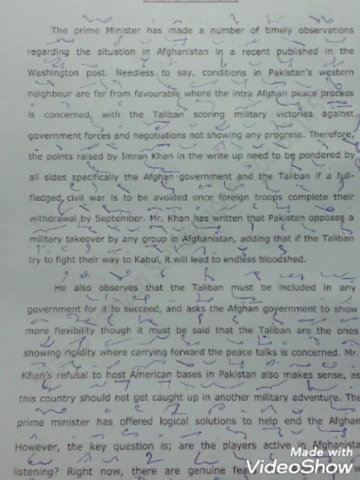 The prime Minister has made a number of timely observations
regarding the situation in Afghanistan in a recent published in the
Washington post. Needless to say, conditions in Pakistan's western
neighbour are far from favourable where the intra Afghan peace process
is concerned, with the Taliban scoring military victories against
government forces and negotiations not showing any progress. Therefore,
the points raised by Imran Khan in the write up need to be pondered by
all sides specifically the Afghan government and the Taliban if a full-
fledged, civil war is to be avoided once foreign troops complete their
withdrawal by September. Mr. Khan has written that Pakistan opposes a
military takeover by any group in Afghanistan, adding that if the Taliban
try to fight their way to Kabul, it will lead to endless bloodshed.
He also observes that the Taliban must be included in any
government for it to succeed, and asks the Afghan government to show
more flexibility though it must be said that the Taliban are the ones
showing rigidity where carrying forward the peace talks is concerned. Mr.
Khan's refusal to host American bases in Pakistan also makes sense, as
this country should not get caught up in another military adventure. The
prime minister has offered logical solutions to help end the Afghan
However, the key question is; are the players active in Afghanista
listening? Right now, there are genuine
Made with
VideoShow